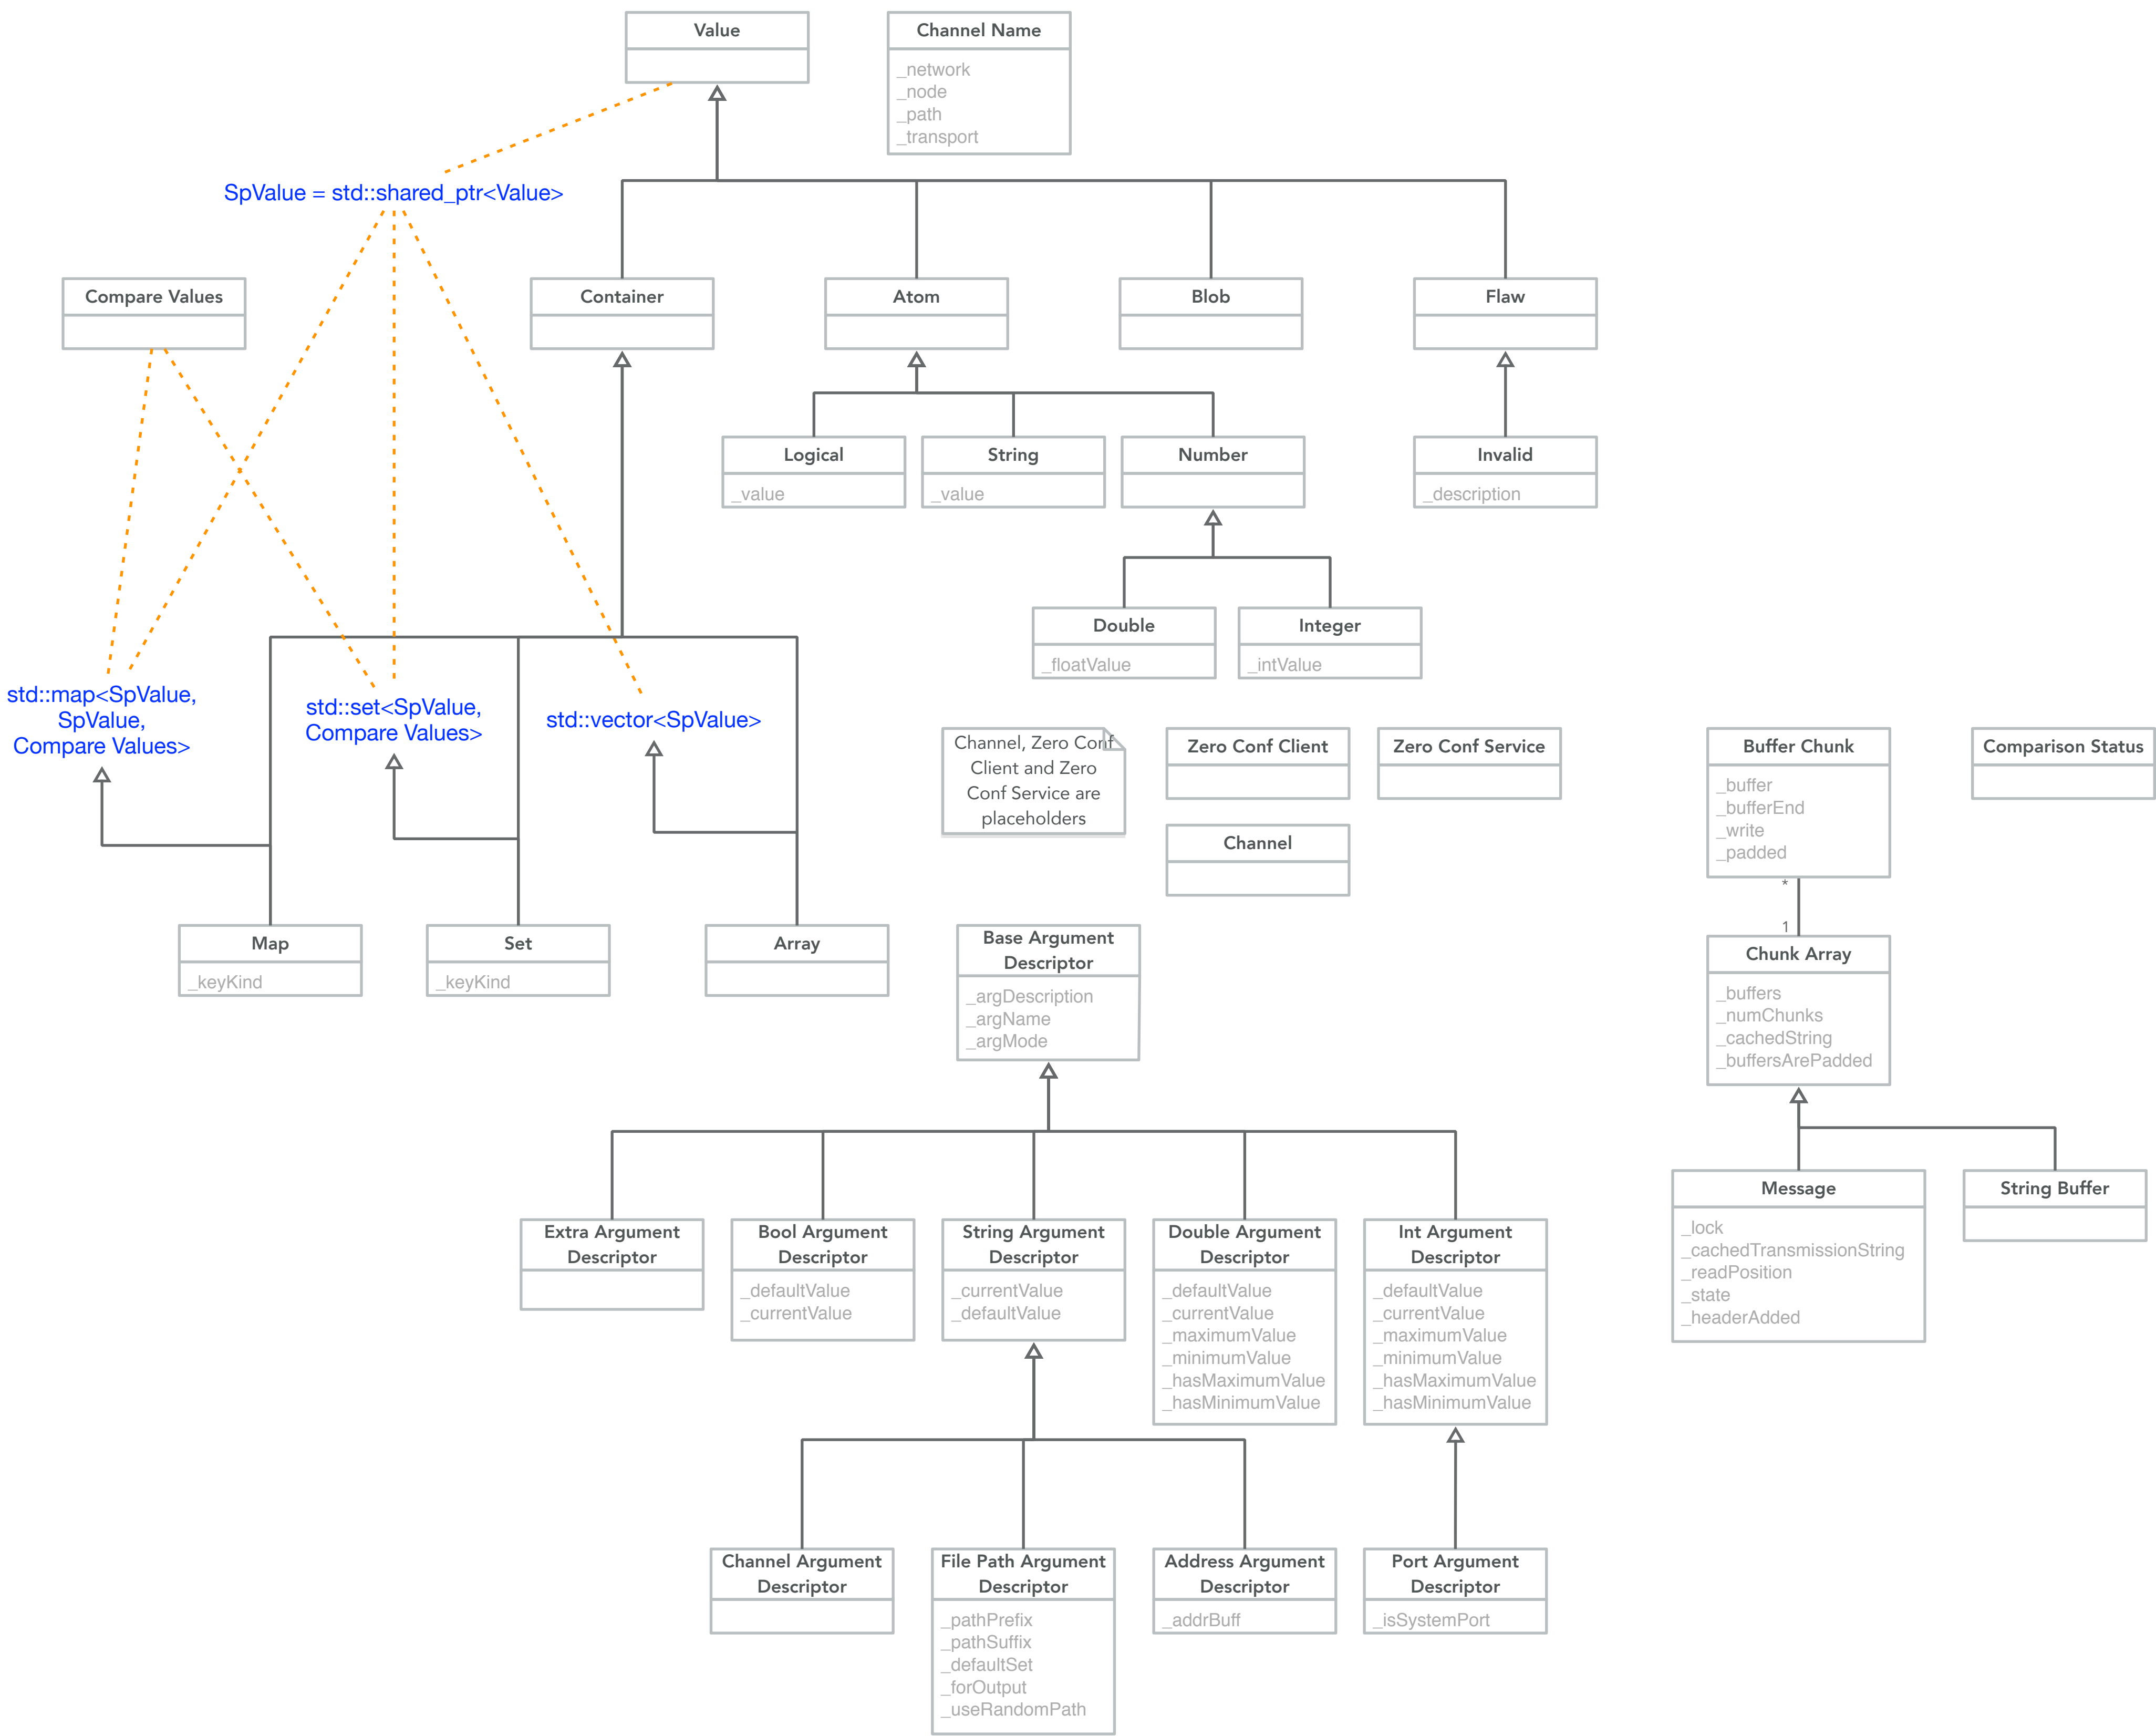 Value
Channel Name
_network
_node
_path
_transport
SpValue = std::shared_ptr<Value>
Compare Values
Container
Atom
Blob
Flaw
Logical
_value
String
_value
Number
Invalid
_description
Double
_floatValue
Integer
_intValue
std::map<SpValue,
SpValue,
Compare Values>
std::set<SpValue,
Compare Values>
std::vector<SpValue>
Channel, Zero Conf
Client and Zero
Conf Service are
placeholders
Zero Conf Client
Zero Conf Service
Channel
Buffer Chunk
_buffer
_bufferEnd
_write
_padded
Comparison Status
*
1
Chunk Array
_buffers
_numChunks
_cachedString
_buffersArePadded
Map
_keyKind
Set
_keyKind
Array
Base Argument
Descriptor
_argDescription
_argName
_argMode
Message
_lock
_cachedTransmissionString
_readPosition
_state
_headerAdded
String Buffer
Extra Argument
Descriptor
Bool Argument
Descriptor
_defaultValue
_currentValue
String Argument
Descriptor
_currentValue
_defaultValue
Double Argument
Descriptor
_defaultValue
_currentValue
_maximumValue
_minimumValue
_hasMaximumValue
_hasMinimumValue
Int Argument
Descriptor
_defaultValue
_currentValue
_maximumValue
_minimumValue
_hasMaximumValue
_hasMinimumValue
Channel Argument
Descriptor
File Path Argument
Descriptor
_pathPrefix
_pathSuffix
_defaultSet
_forOutput
_useRandomPath
Address Argument
Descriptor
_addrBuff
Port Argument
Descriptor
_isSystemPort